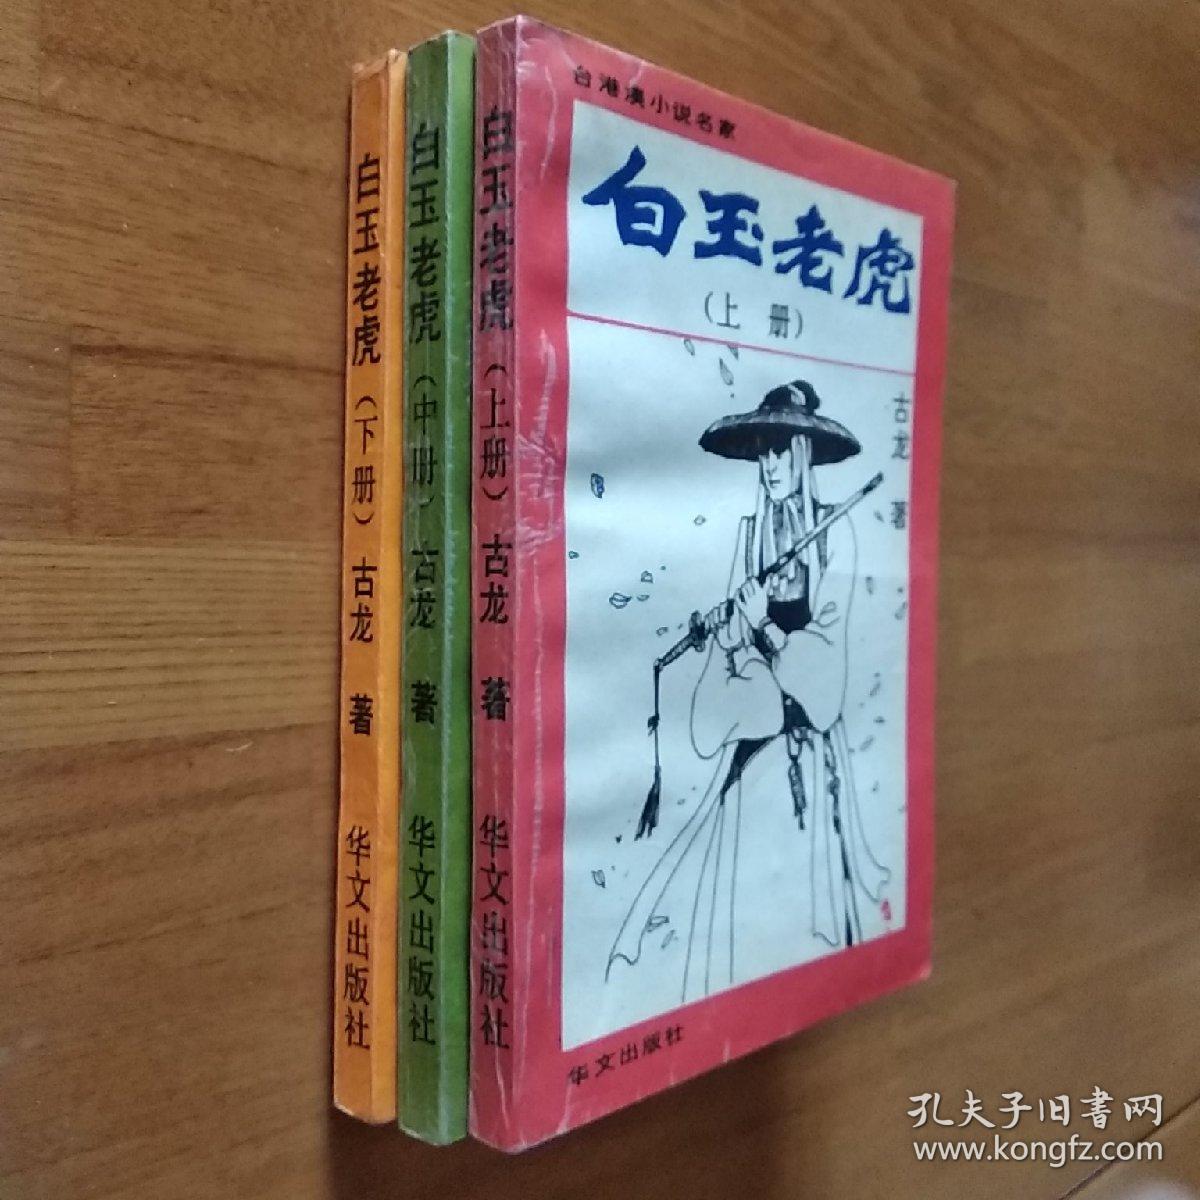 白玉老虎（下册） 古龙 著 华文出版社
白玉老虎（中册） 古龙 著 华文出版社
白玉老虎（上册） 古龙 著 华文出版社
台港澳小说名家
白玉老虎
（上 册）
古龙 著
华文出版社
孔夫子旧書网
www.kongfz.com